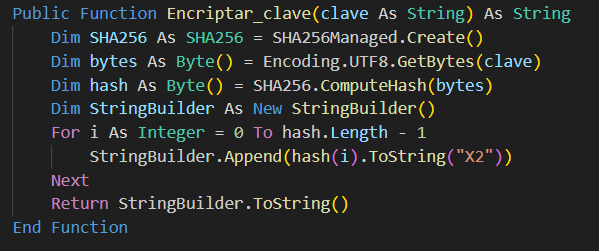 Public Function Encriptar_clave(clave As String) As String
    Dim SHA256 As SHA256 = SHA256Managed.Create()
    Dim bytes As Byte() = Encoding.UTF8.GetBytes(clave)
    Dim hash As Byte() = SHA256.ComputeHash(bytes)
    Dim StringBuilder As New StringBuilder()
    For i As Integer = 0 To hash.Length - 1
        StringBuilder.Append(hash(i).ToString("X2"))
    Next
    Return StringBuilder.ToString()
End Function